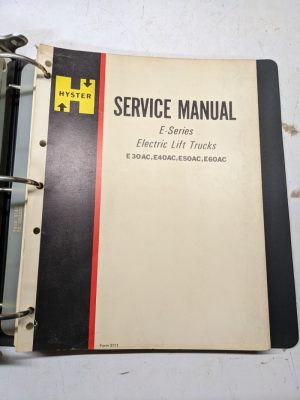 HYSTER
SERVICE MANUAL
E-Series
Electric Lift Trucks
E30AC, E40AC, E50AC, E60AC